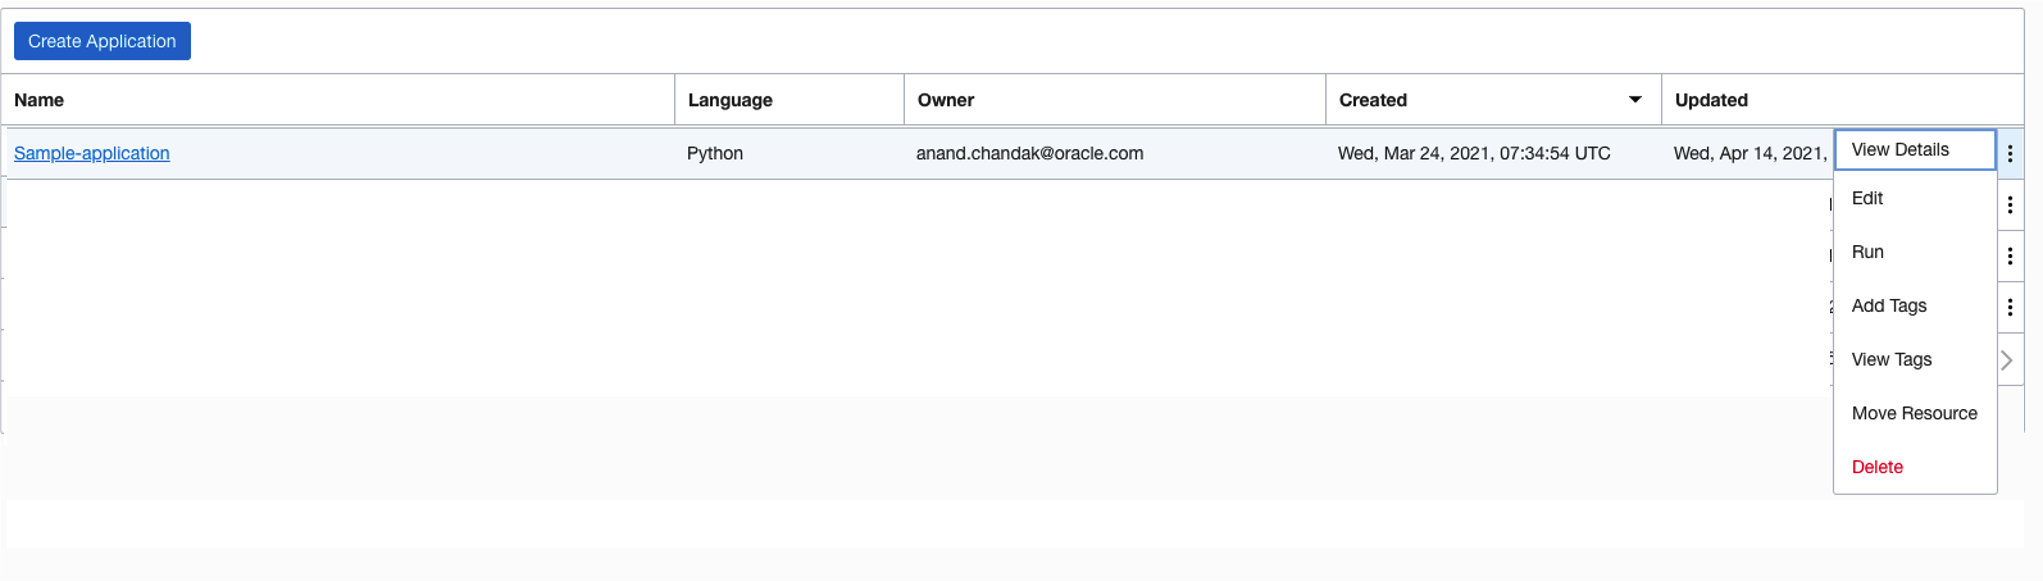 Create Application
Name Language Owner Created Updated
Sample-application Python anand.chandak@oracle.com Wed, Mar 24, 2021, 07:34:54 UTC Wed, Apr 14, 2021,
View Details
Edit
Run
Add Tags
View Tags
Move Resource
Delete